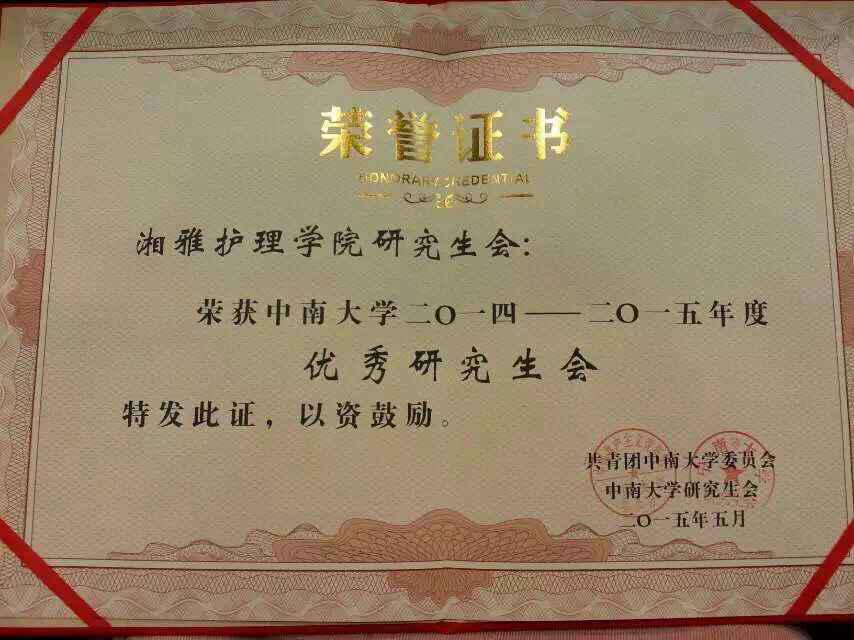 荣誉证书
HONORARY CREDENTIAL
湘雅护理学院研究生会：
荣获中南大学二〇一四——二〇一五年度
优秀研究生会
特发此证，以资鼓励。
共青团中南大学委员会
中南大学研究生会
二〇一五年五月